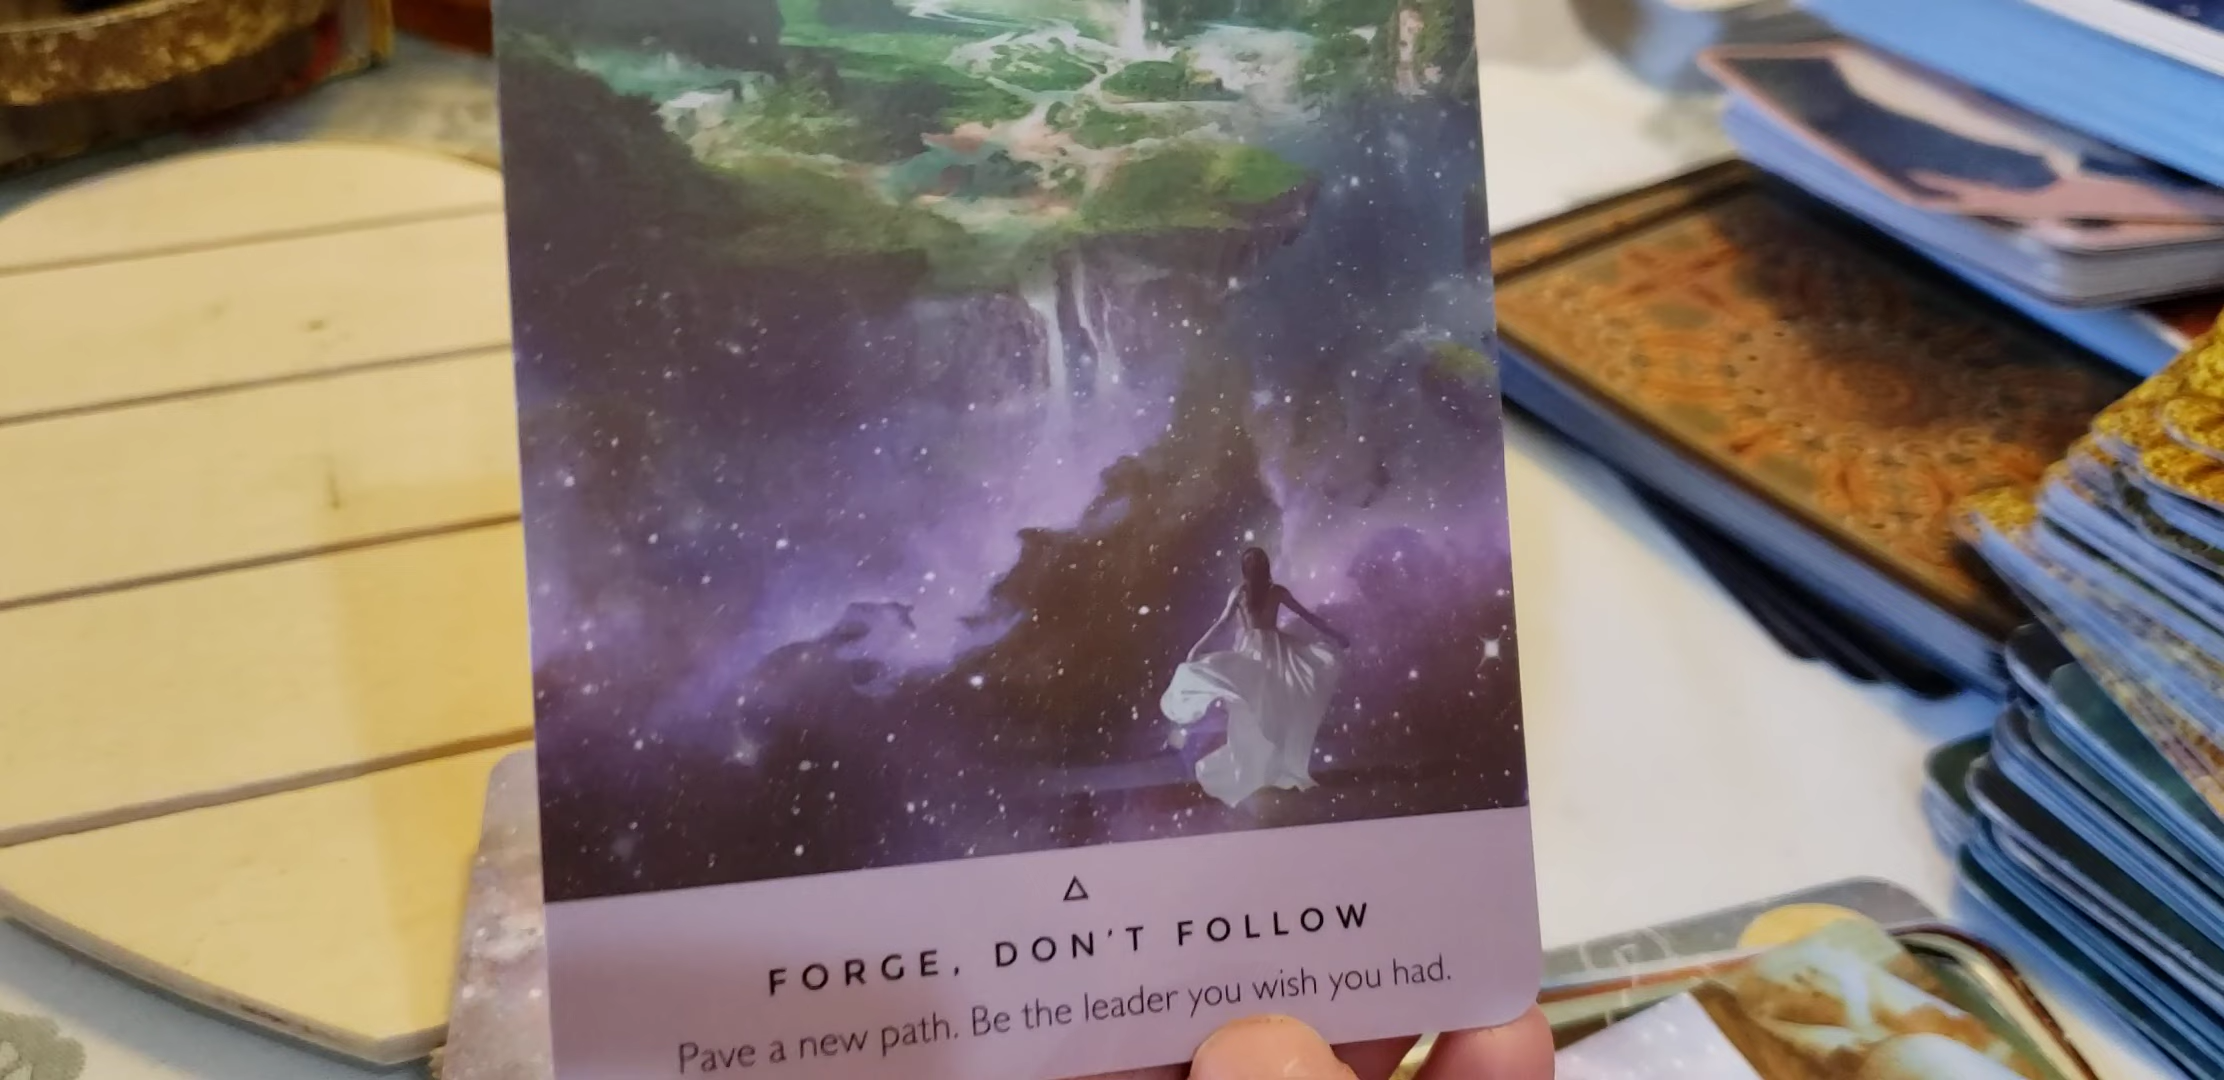 FORGE, DON'T FOLLOW
Pave a new path. Be the leader you wish you had.